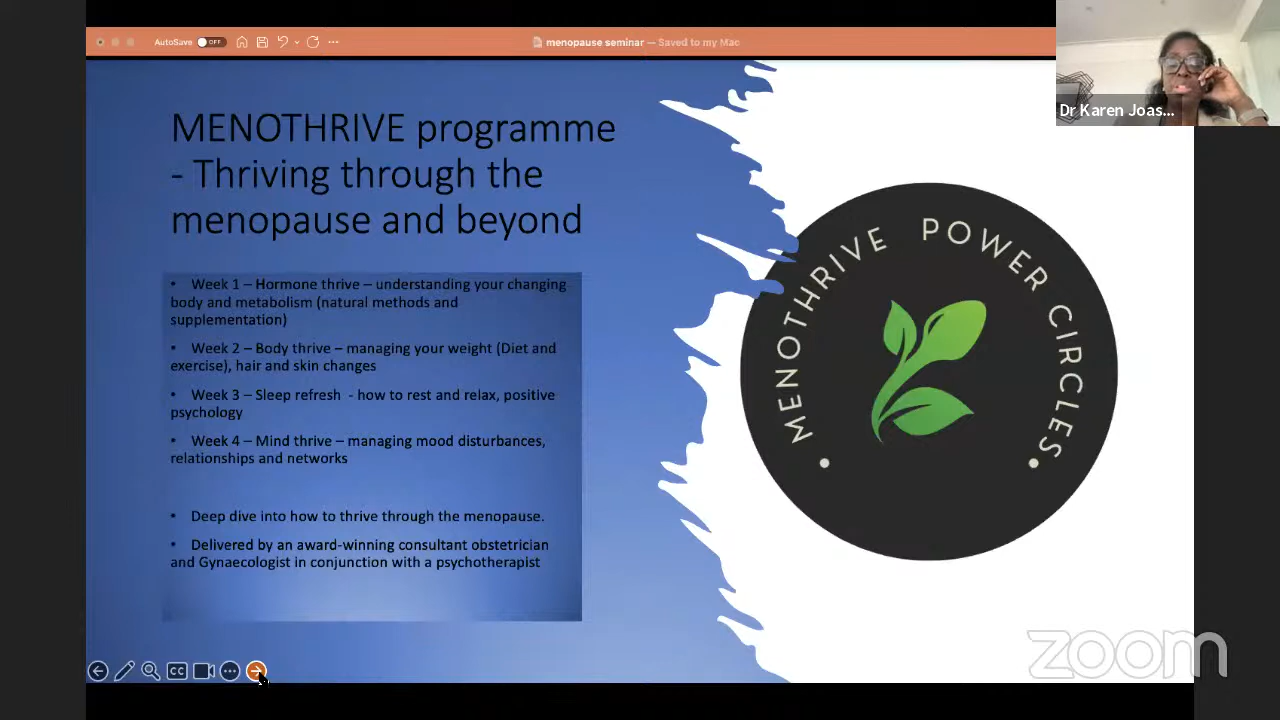 AutoSave OFF
menopause seminar — Saved to my Mac
Dr Karen Joas...
MENOTHRIVE programme
- Thriving through the
menopause and beyond
• Week 1 – Hormone thrive – understanding your changing
body and metabolism (natural methods and
supplementation)
• Week 2 – Body thrive – managing your weight (Diet and
exercise), hair and skin changes
• Week 3 – Sleep refresh - how to rest and relax, positive
psychology
• Week 4 – Mind thrive – managing mood disturbances,
relationships and networks
• Deep dive into how to thrive through the menopause.
• Delivered by an award-winning consultant obstetrician
and Gynaecologist in conjunction with a psychotherapist
• MENOTHRIVE POWER CIRCLES •
CC
zoom